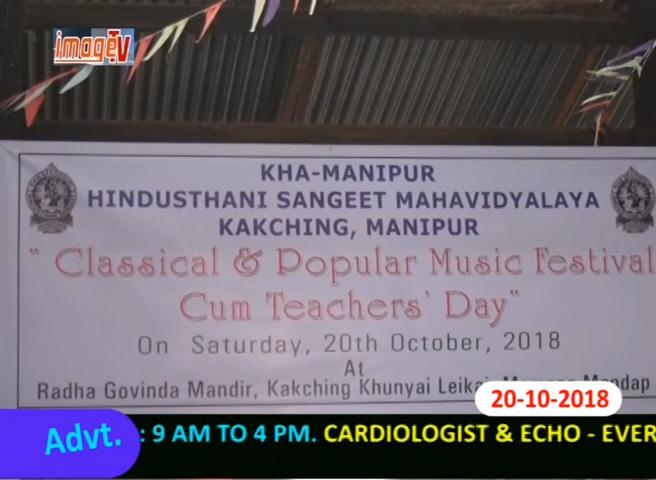 imagetv
KHA-MANIPUR
HINDUSTHANI SANGEET MAHAVIDYALAYA
KAKCHING, MANIPUR
" Classical & Popular Music Festival
Cum Teachers' Day"
On Saturday, 20th October, 2018
At
Radha Govinda Mandir, Kakching Khunyai Leikai, Mandap
20-10-2018
Advt. : 9 AM TO 4 PM. CARDIOLOGIST & ECHO - EVER